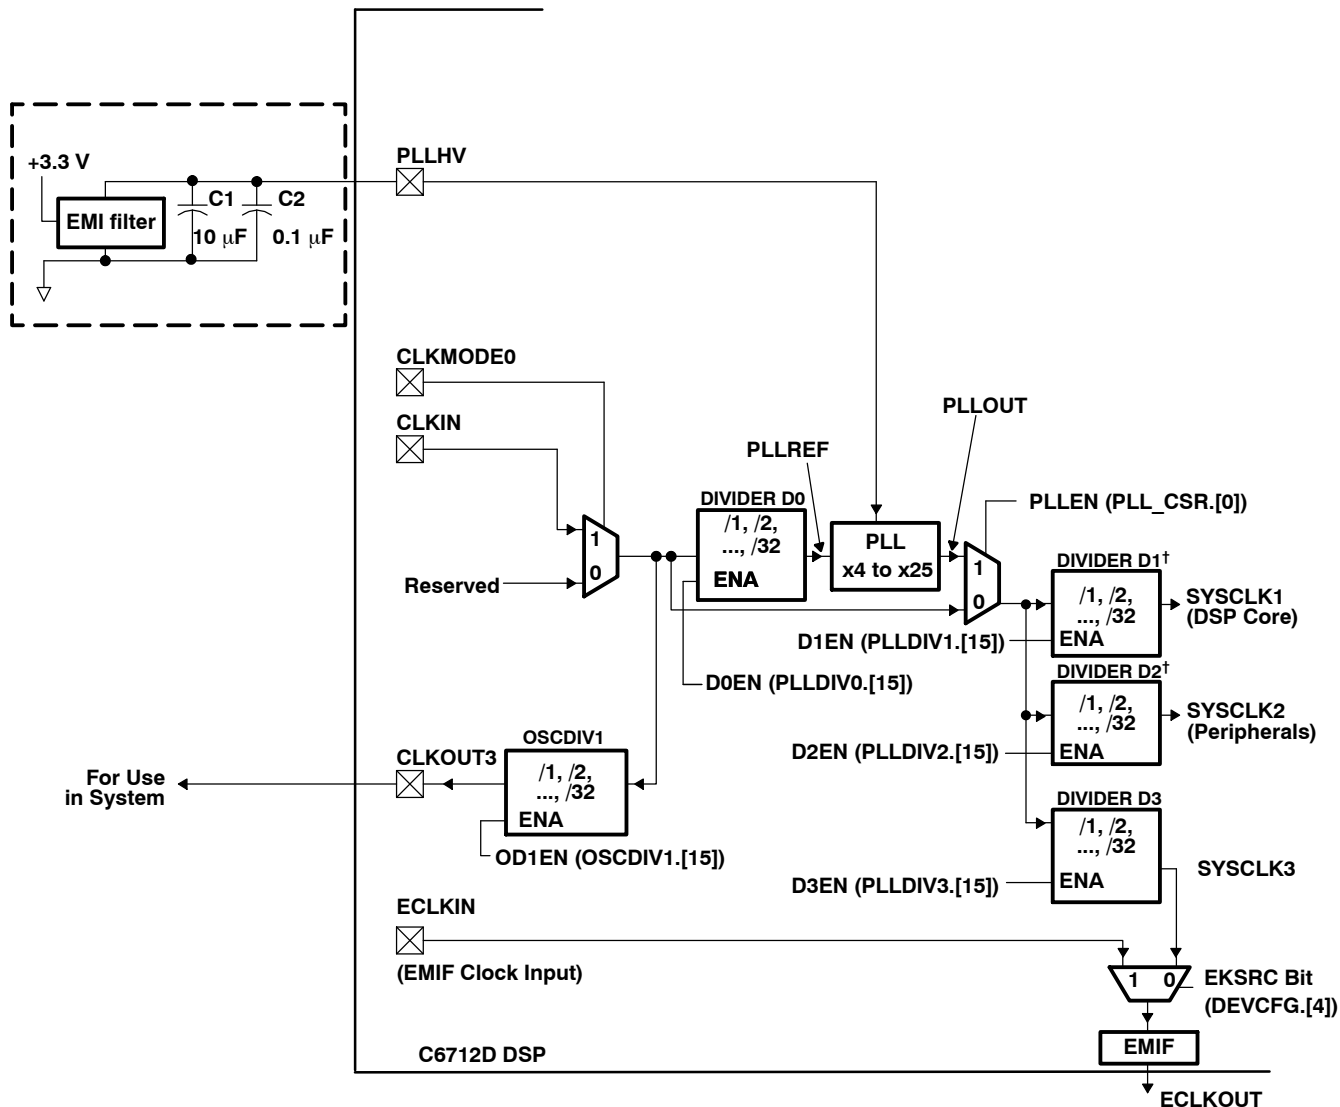 +3.3 V
EMI filter
C1
C2
10 µF
0.1 µF
PLLHV
CLKMODE0
CLKIN
Reserved
1
0
DIVIDER D0
/1, /2,
..., /32
ENA
PLLREF
PLLOUT
PLL
x4 to x25
PLLEN (PLL_CSR.[0])
1
0
D0EN (PLLDIV0.[15])
DIVIDER D1†
/1, /2,
..., /32
ENA
D1EN (PLLDIV1.[15])
SYSCLK1
(DSP Core)
DIVIDER D2†
/1, /2,
..., /32
ENA
D2EN (PLLDIV2.[15])
SYSCLK2
(Peripherals)
DIVIDER D3
/1, /2,
..., /32
ENA
D3EN (PLLDIV3.[15])
SYSCLK3
For Use
in System
CLKOUT3
OSCDIV1
/1, /2,
..., /32
ENA
OD1EN (OSCDIV1.[15])
ECLKIN
(EMIF Clock Input)
1 0
EKSRC Bit
(DEVCFG.[4])
EMIF
C6712D DSP
ECLKOUT